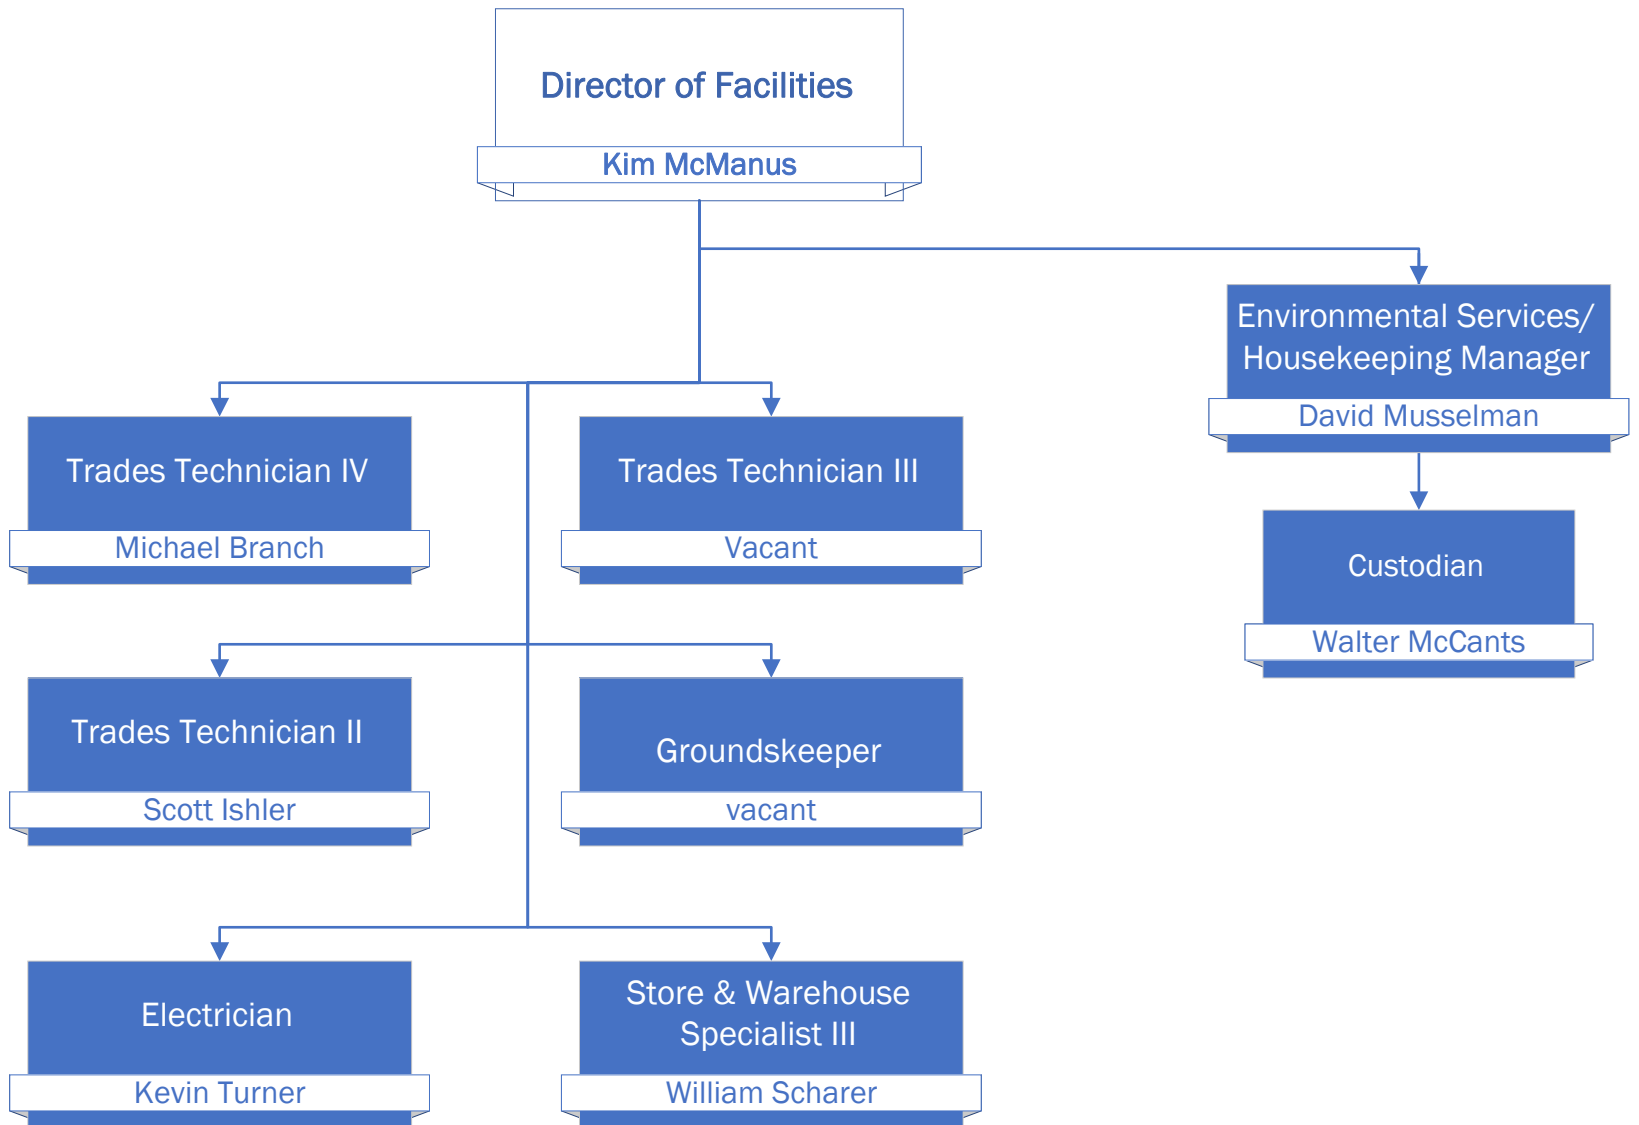 Director of Facilities
Kim McManus
Environmental Services/
Housekeeping Manager
David Musselman
Trades Technician IV
Michael Branch
Trades Technician III
Vacant
Custodian
Walter McCants
Trades Technician II
Scott Ishler
Groundskeeper
vacant
Electrician
Kevin Turner
Store & Warehouse
Specialist III
William Scharer